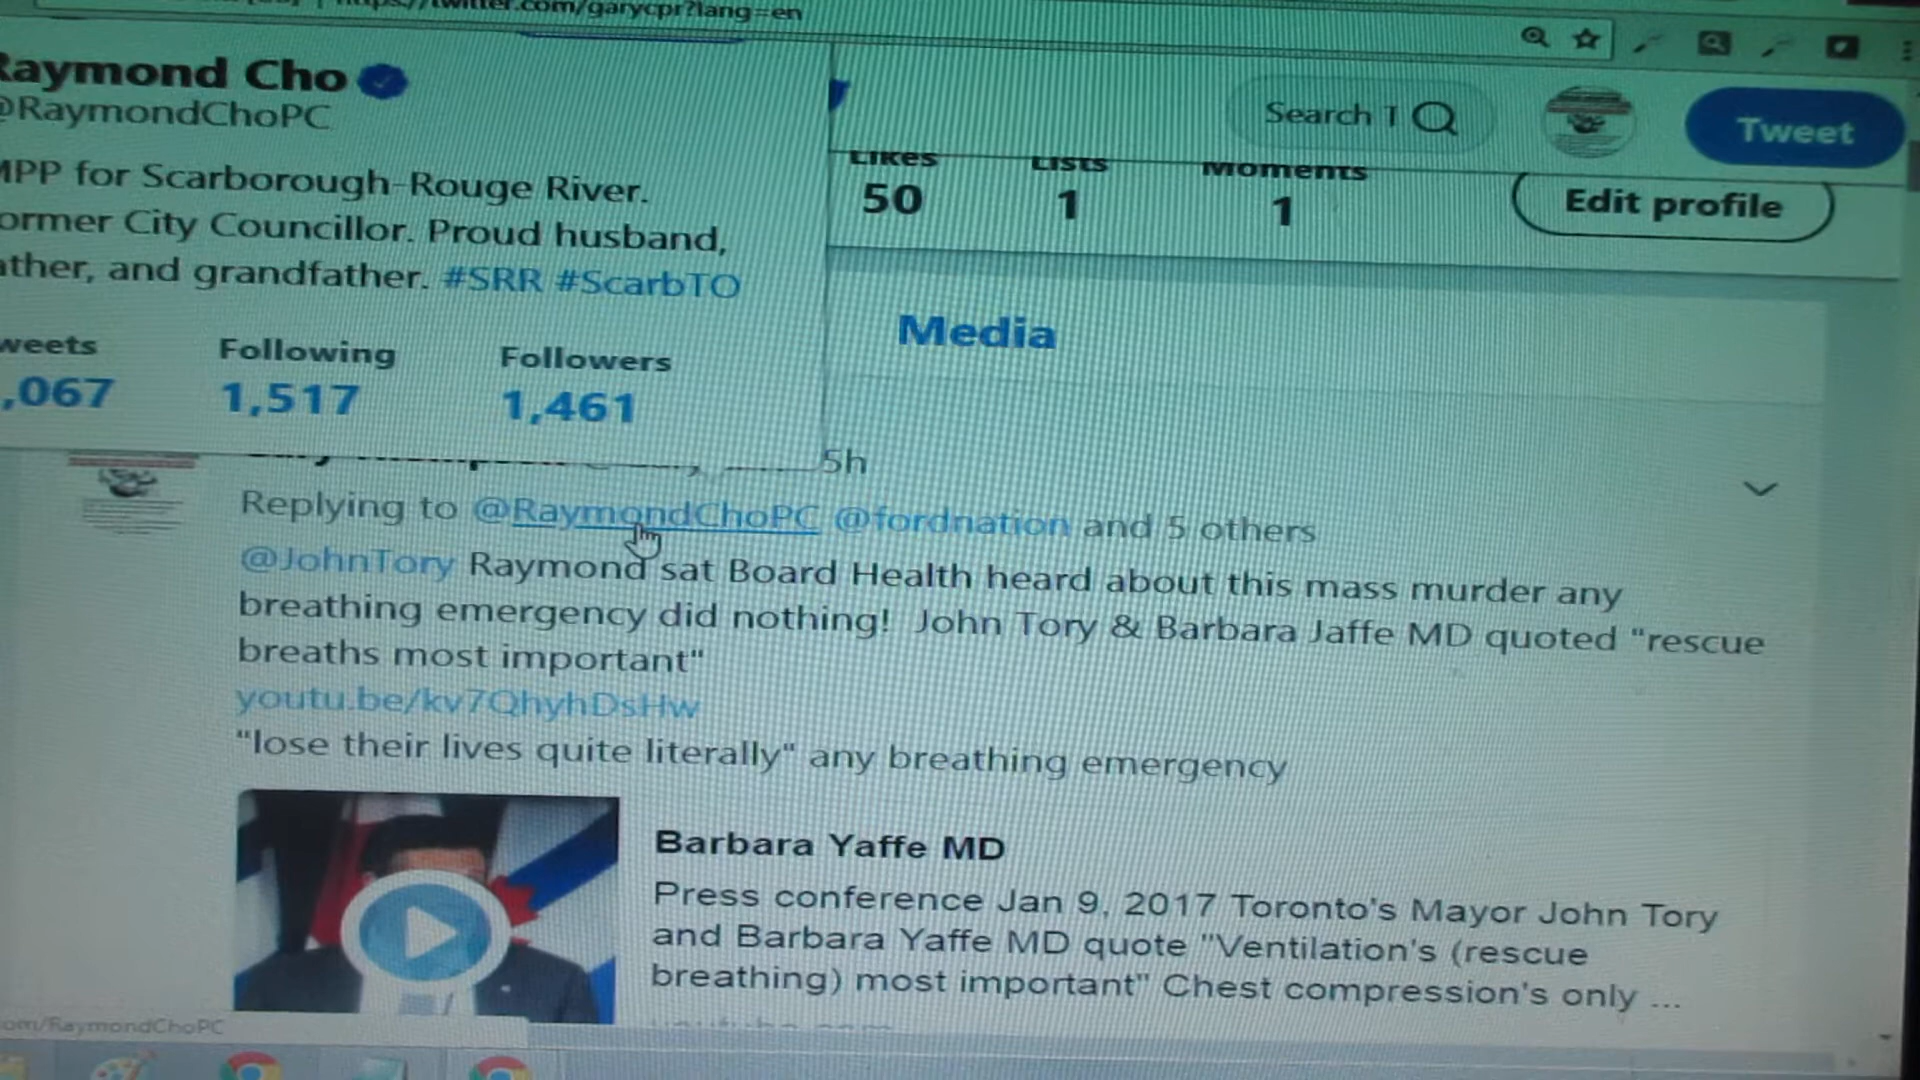 twitter.com/garycpr?lang=en
Raymond Cho
@RaymondChoPC
MPP for Scarborough-Rouge River.
ormer City Councillor. Proud husband,
ather, and grandfather. #SRR #ScarbTO
weets Following Followers
,067 1,517 1,461
Search T
Tweet
Likes Lists Moments
50 1 1
Edit profile
Media
5h
Replying to @RaymondChoPC @fordnation and 5 others
@JohnTory Raymond sat Board Health heard about this mass murder any
breathing emergency did nothing! John Tory & Barbara Jaffe MD quoted "rescue
breaths most important"
youtu.be/kv7QhyhDsHw
"lose their lives quite literally" any breathing emergency
Barbara Yaffe MD
Press conference Jan 9, 2017 Toronto's Mayor John Tory
and Barbara Yaffe MD quote "Ventilation's (rescue
breathing) most important" Chest compression's only ...
om/RaymondChoPC